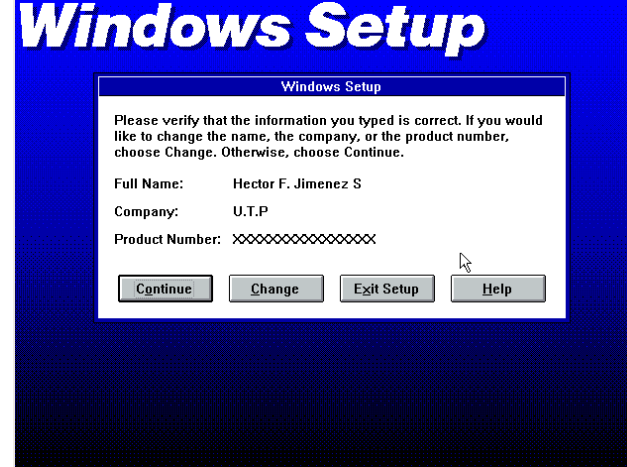 Windows Setup
Windows Setup
Please verify that the information you typed is correct. If you would
like to change the name, the company, or the product number,
choose Change. Otherwise, choose Continue.
Full Name: Hector F. Jimenez S
Company: U.T.P
Product Number: XXXXXXXXXXXXXXXX
Continue Change Exit Setup Help